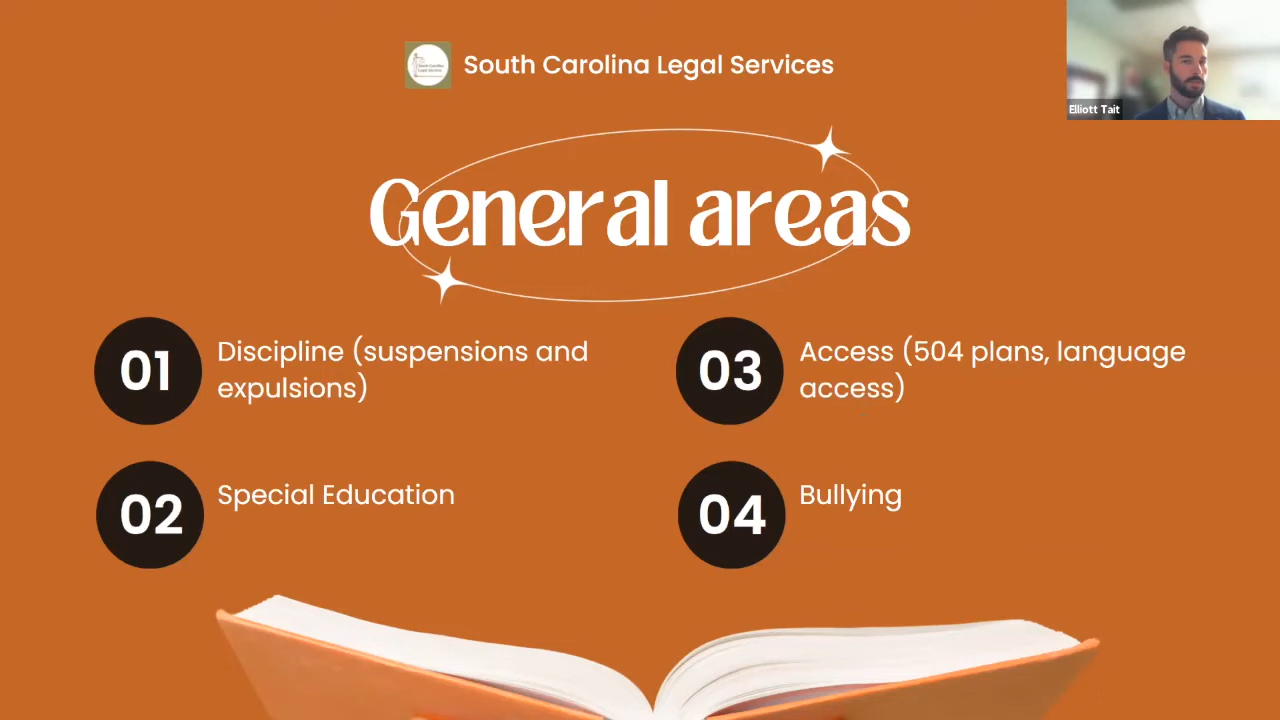 South Carolina Legal Services
Elliott Tait
General areas
01
Discipline (suspensions and
expulsions)
02
Special Education
03
Access (504 plans, language
access)
04
Bullying